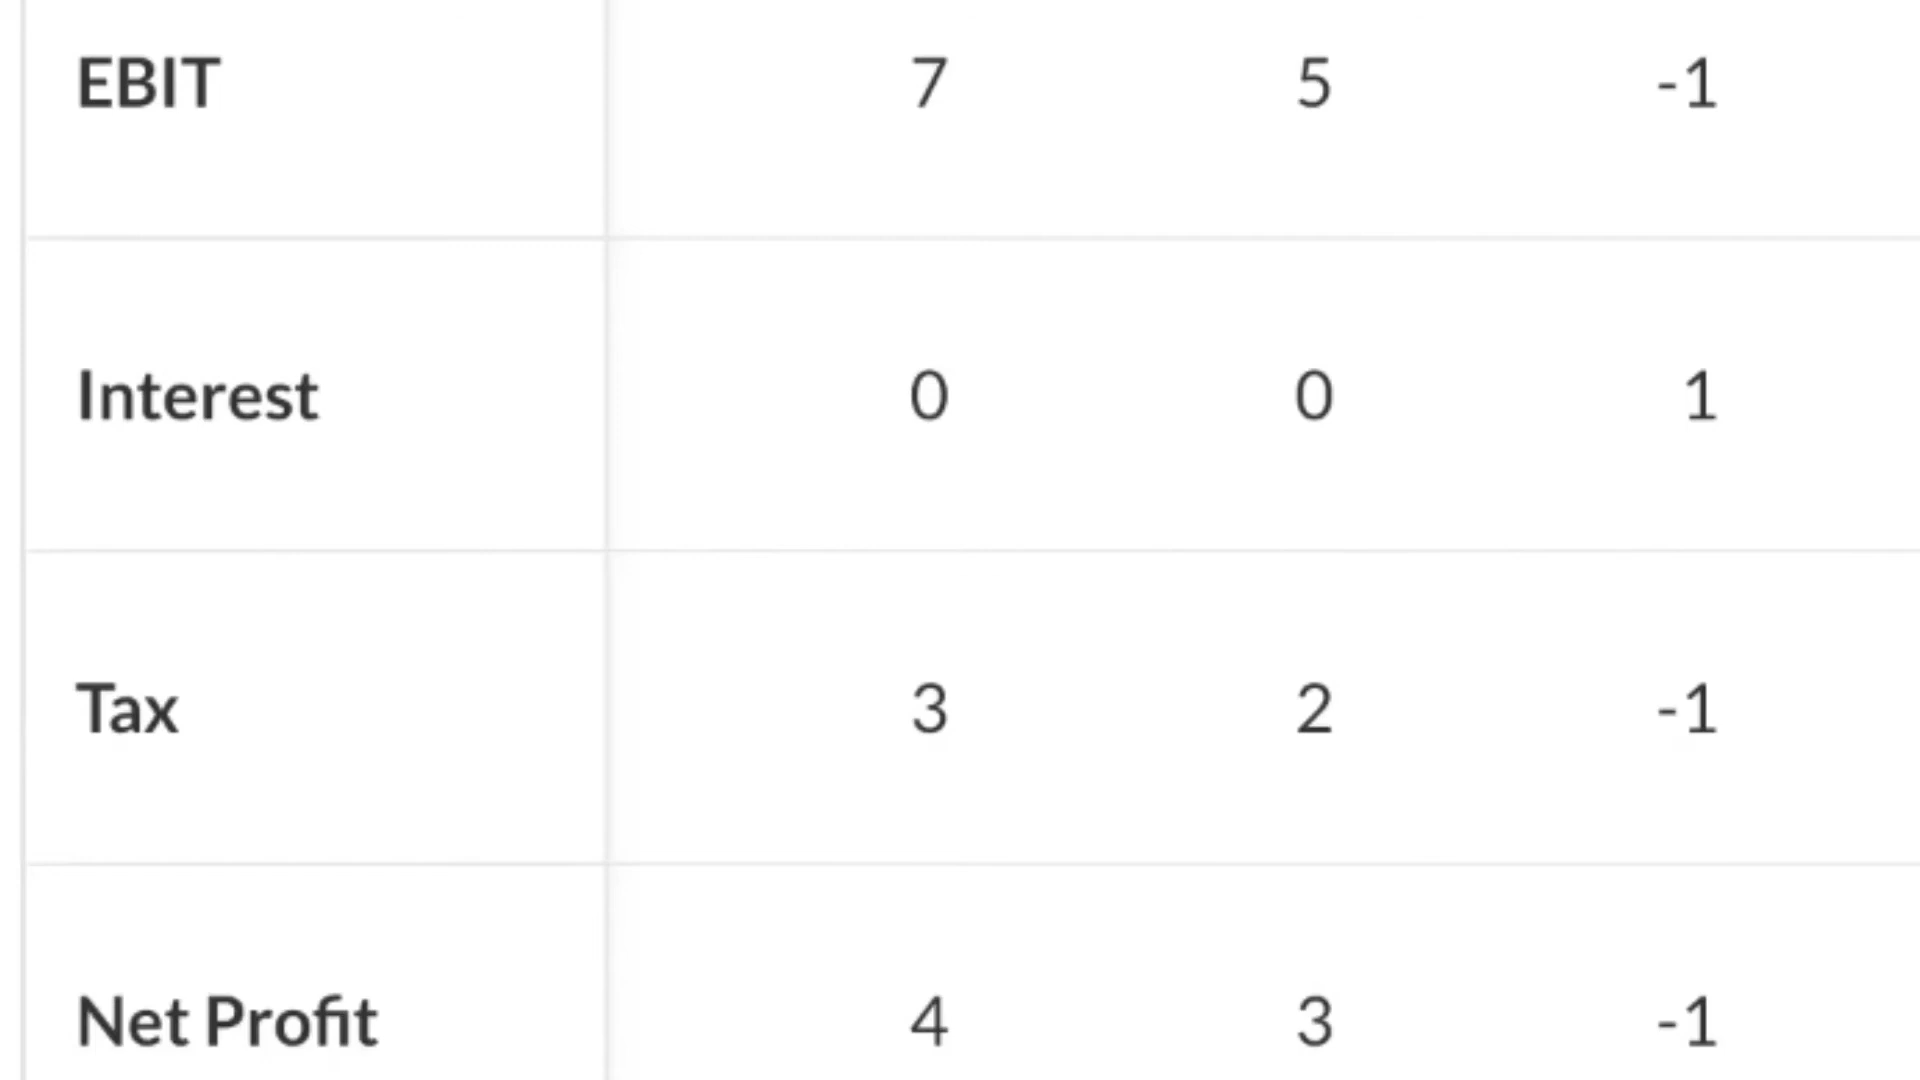 EBIT 7 5 -1
Interest 0 0 1
Tax 3 2 -1
Net Profit 4 3 -1